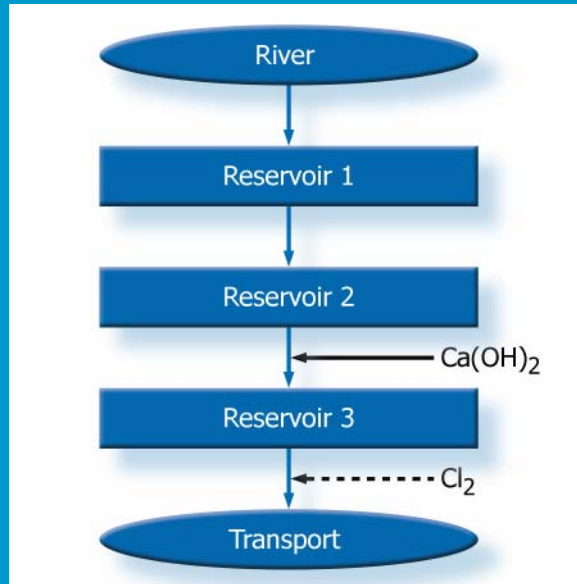 River
Reservoir 1
Reservoir 2
Ca(OH)₂
Reservoir 3
Cl₂
Transport